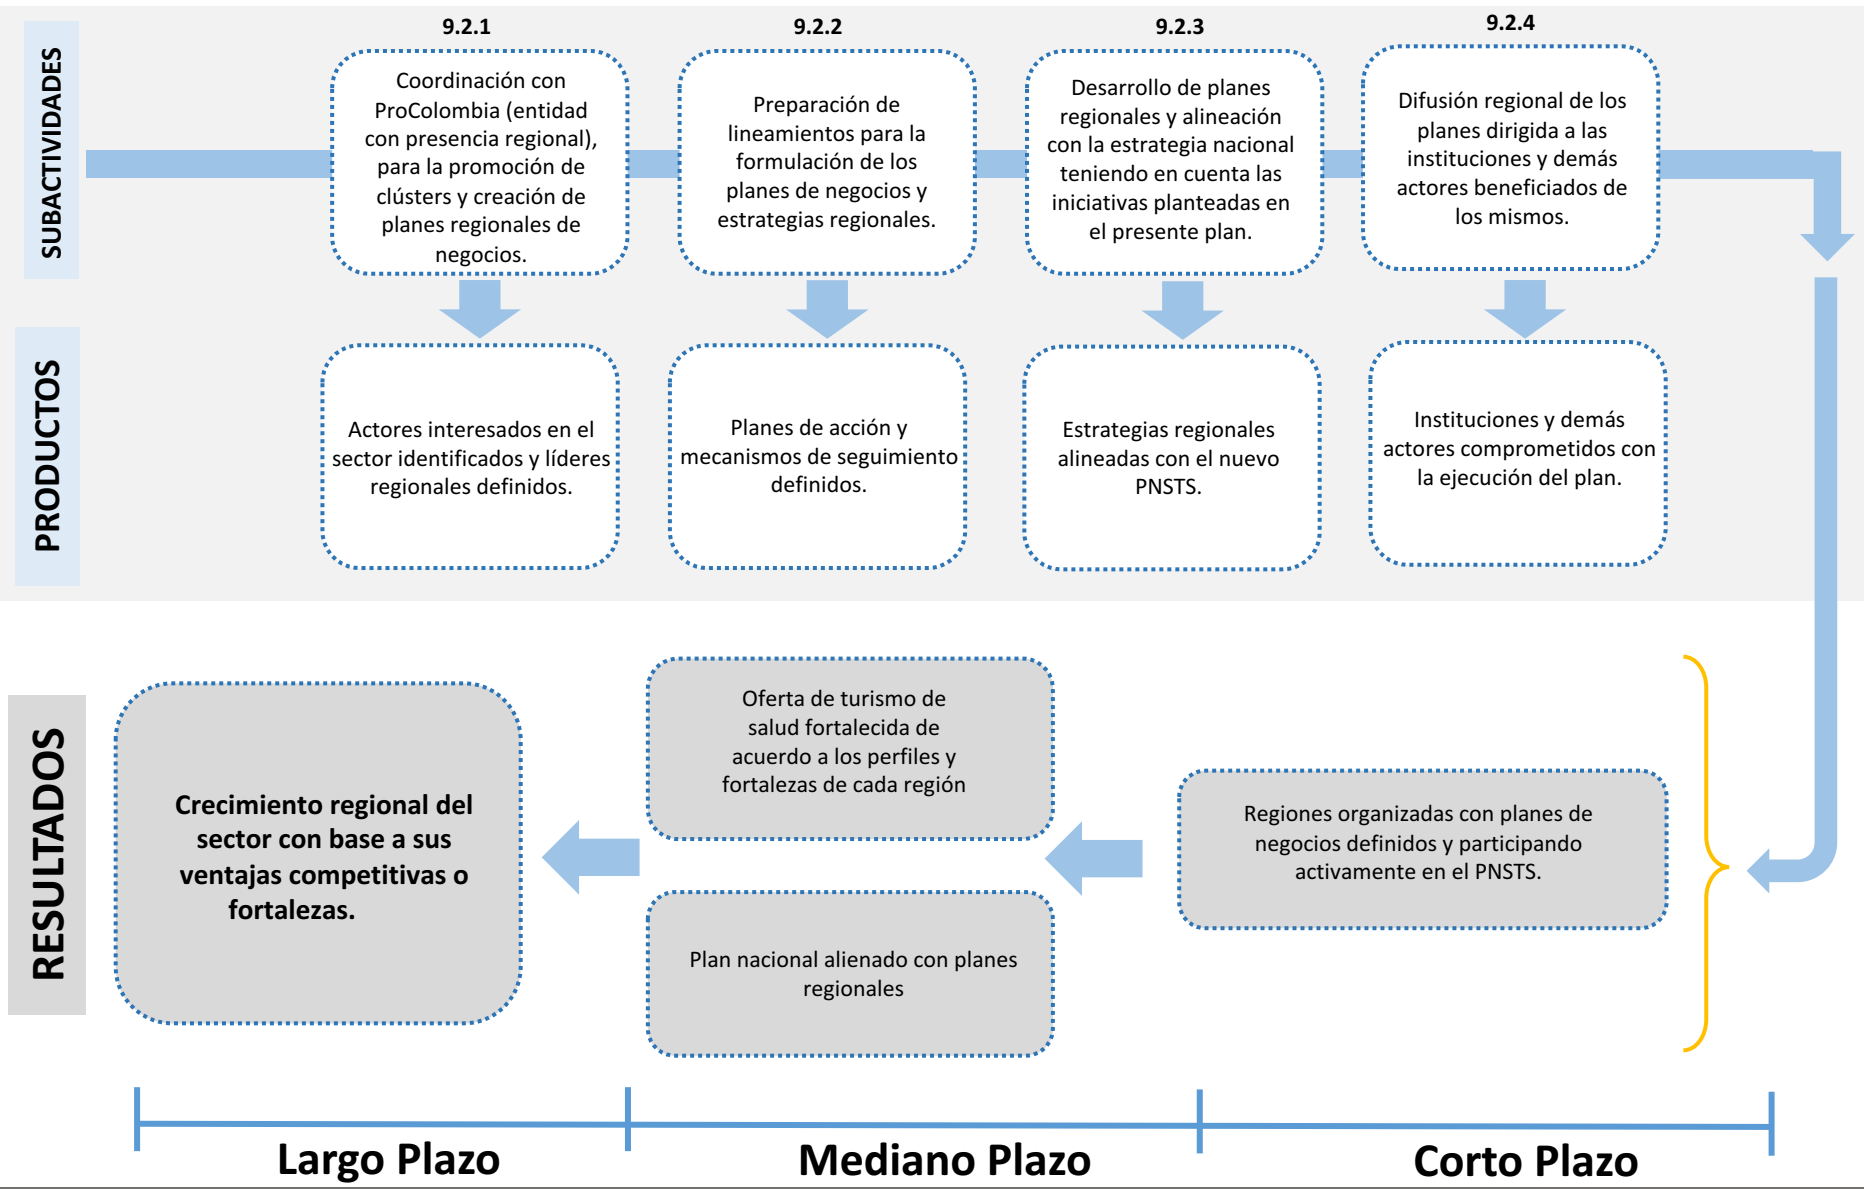 9.2.1
9.2.2
9.2.3
9.2.4
SUBACTIVIDADES
Coordinación con
ProColombia (entidad
con presencia regional),
para la promoción de
clústers y creación de
planes regionales de
negocios.
Preparación de
lineamientos para la
formulación de los
planes de negocios y
estrategias regionales.
Desarrollo de planes
regionales y alineación
con la estrategia nacional
teniendo en cuenta las
iniciativas planteadas en
el presente plan.
Difusión regional de los
planes dirigida a las
instituciones y demás
actores beneficiados de
los mismos.
PRODUCTOS
Actores interesados en el
sector identificados y líderes
regionales definidos.
Planes de acción y
mecanismos de seguimiento
definidos.
Estrategias regionales
alineadas con el nuevo
PNSTS.
Instituciones y demás
actores comprometidos con
la ejecución del plan.
RESULTADOS
Crecimiento regional del
sector con base a sus
ventajas competitivas o
fortalezas.
Oferta de turismo de
salud fortalecida de
acuerdo a los perfiles y
fortalezas de cada región
Plan nacional alienado con planes
regionales
Regiones organizadas con planes de
negocios definidos y participando
activamente en el PNSTS.
Largo Plazo
Mediano Plazo
Corto Plazo